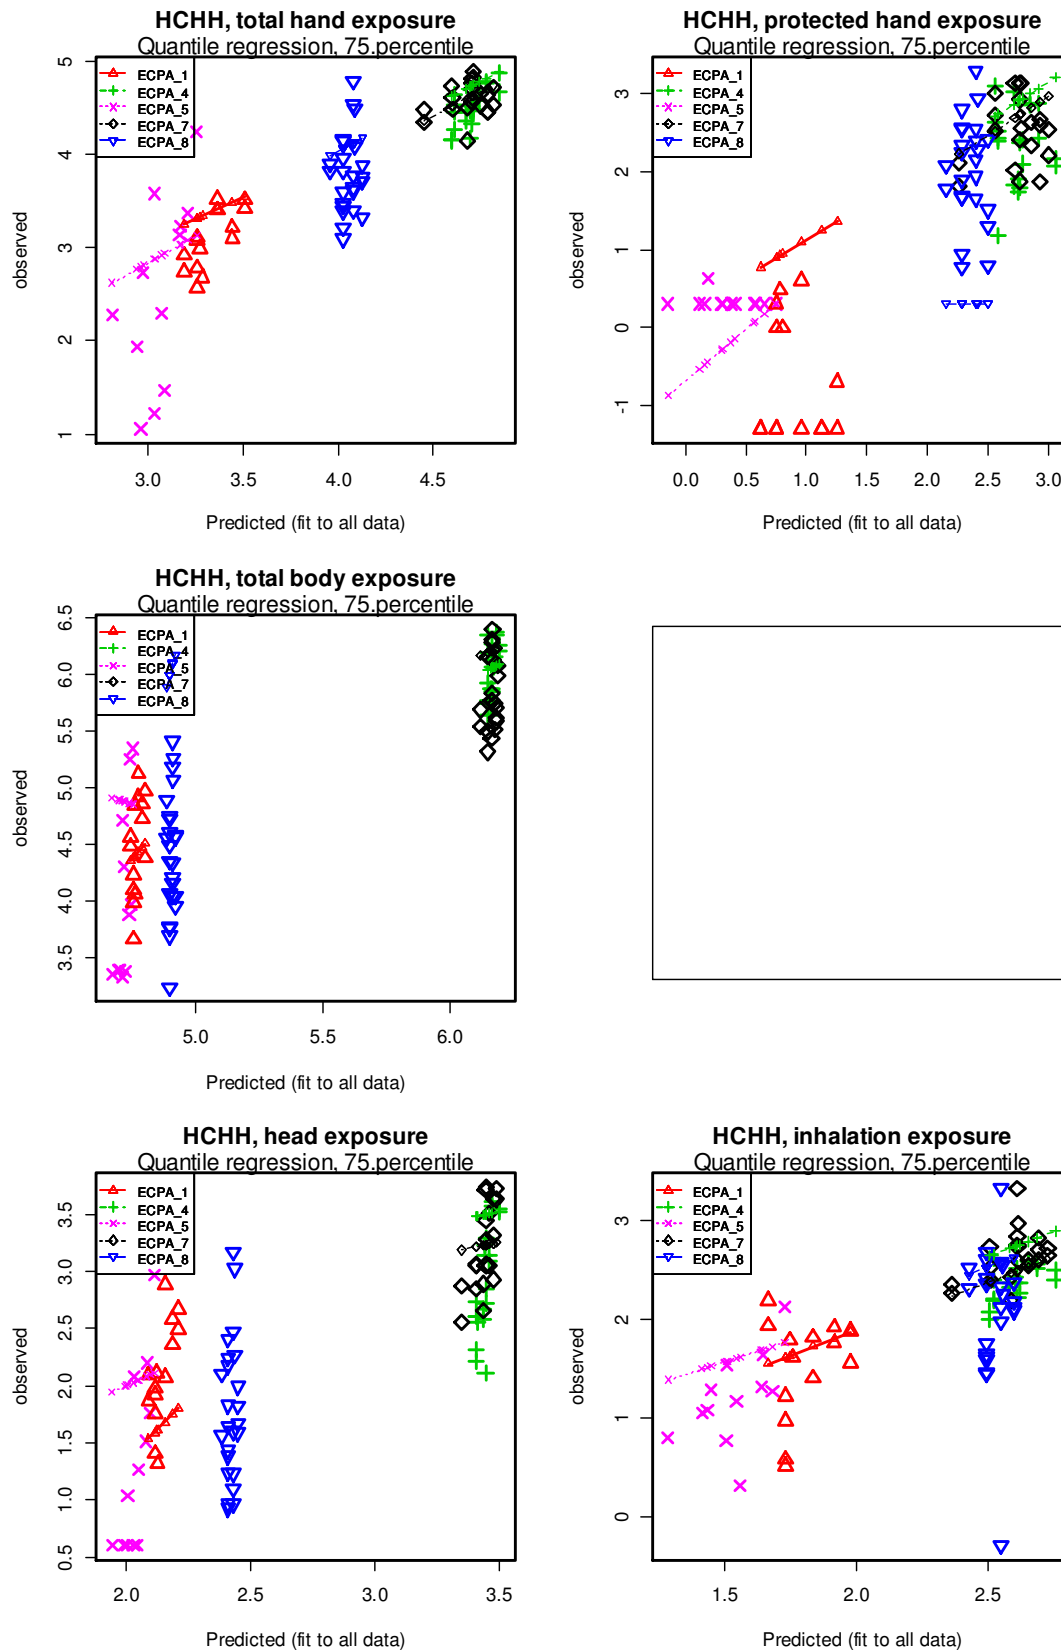 HCHH, total hand exposure
Quantile regression, 75.percentile
ECPA_1
ECPA_4
ECPA_5
ECPA_7
ECPA_8
observed
5
4
3
2
1
3.0 3.5 4.0 4.5
Predicted (fit to all data)
HCHH, protected hand exposure
Quantile regression, 75.percentile
ECPA_1
ECPA_4
ECPA_5
ECPA_7
ECPA_8
observed
3
2
1
0
-1
0.0 0.5 1.0 1.5 2.0 2.5 3.0
Predicted (fit to all data)
HCHH, total body exposure
Quantile regression, 75.percentile
ECPA_1
ECPA_4
ECPA_5
ECPA_7
ECPA_8
observed
6.5
6.0
5.5
5.0
4.5
4.0
3.5
5.0 5.5 6.0
Predicted (fit to all data)
HCHH, head exposure
Quantile regression, 75.percentile
ECPA_1
ECPA_4
ECPA_5
ECPA_7
ECPA_8
observed
3.5
3.0
2.5
2.0
1.5
1.0
0.5
2.0 2.5 3.0 3.5
Predicted (fit to all data)
HCHH, inhalation exposure
Quantile regression, 75.percentile
ECPA_1
ECPA_4
ECPA_5
ECPA_7
ECPA_8
observed
3
2
1
0
1.5 2.0 2.5
Predicted (fit to all data)